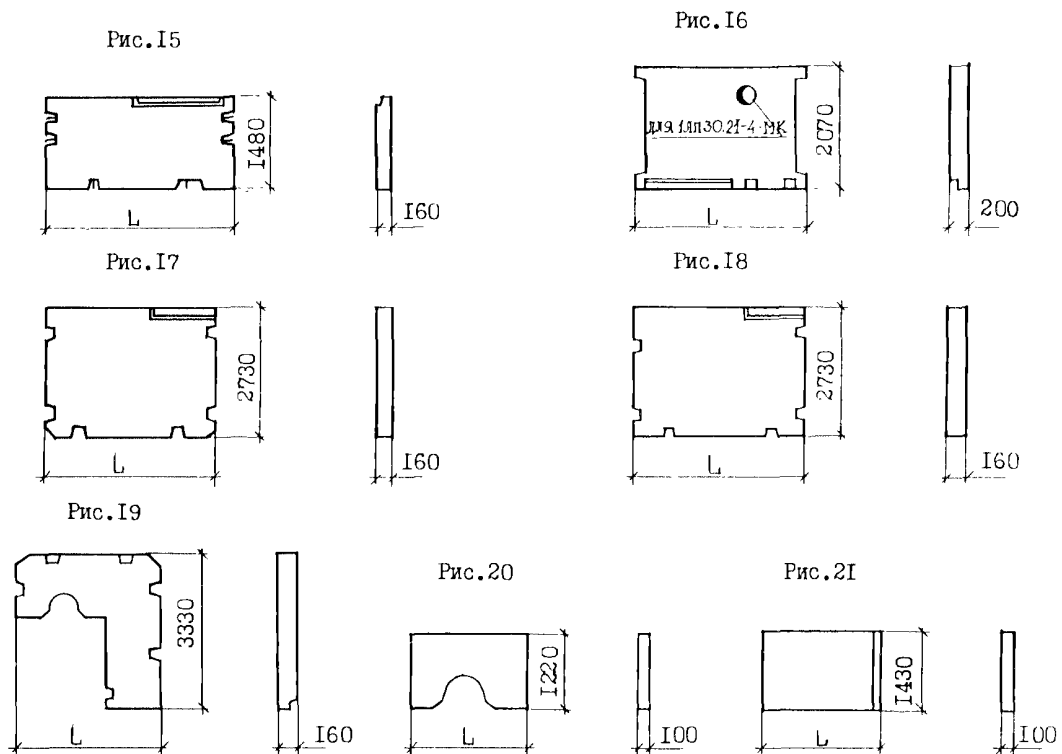 Рис.I5
Рис.I6
I480
L
I60
для 1ЛП30.21-4-МК
2070
L
200
Рис.I7
Рис.I8
2730
L
I60
2730
L
I60
Рис.I9
Рис.20
Рис.2I
3330
L
I60
I220
L
I00
I430
L
I00